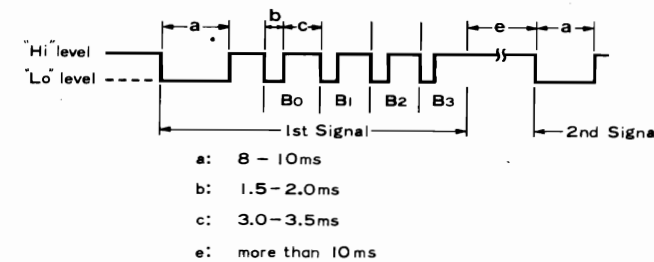 b
a c e a
"Hi" level
"Lo" level
B0 B1 B2 B3
1st Signal 2nd Signa
a: 8 – 10ms
b: 1.5–2.0ms
c: 3.0–3.5ms
e: more than 10ms